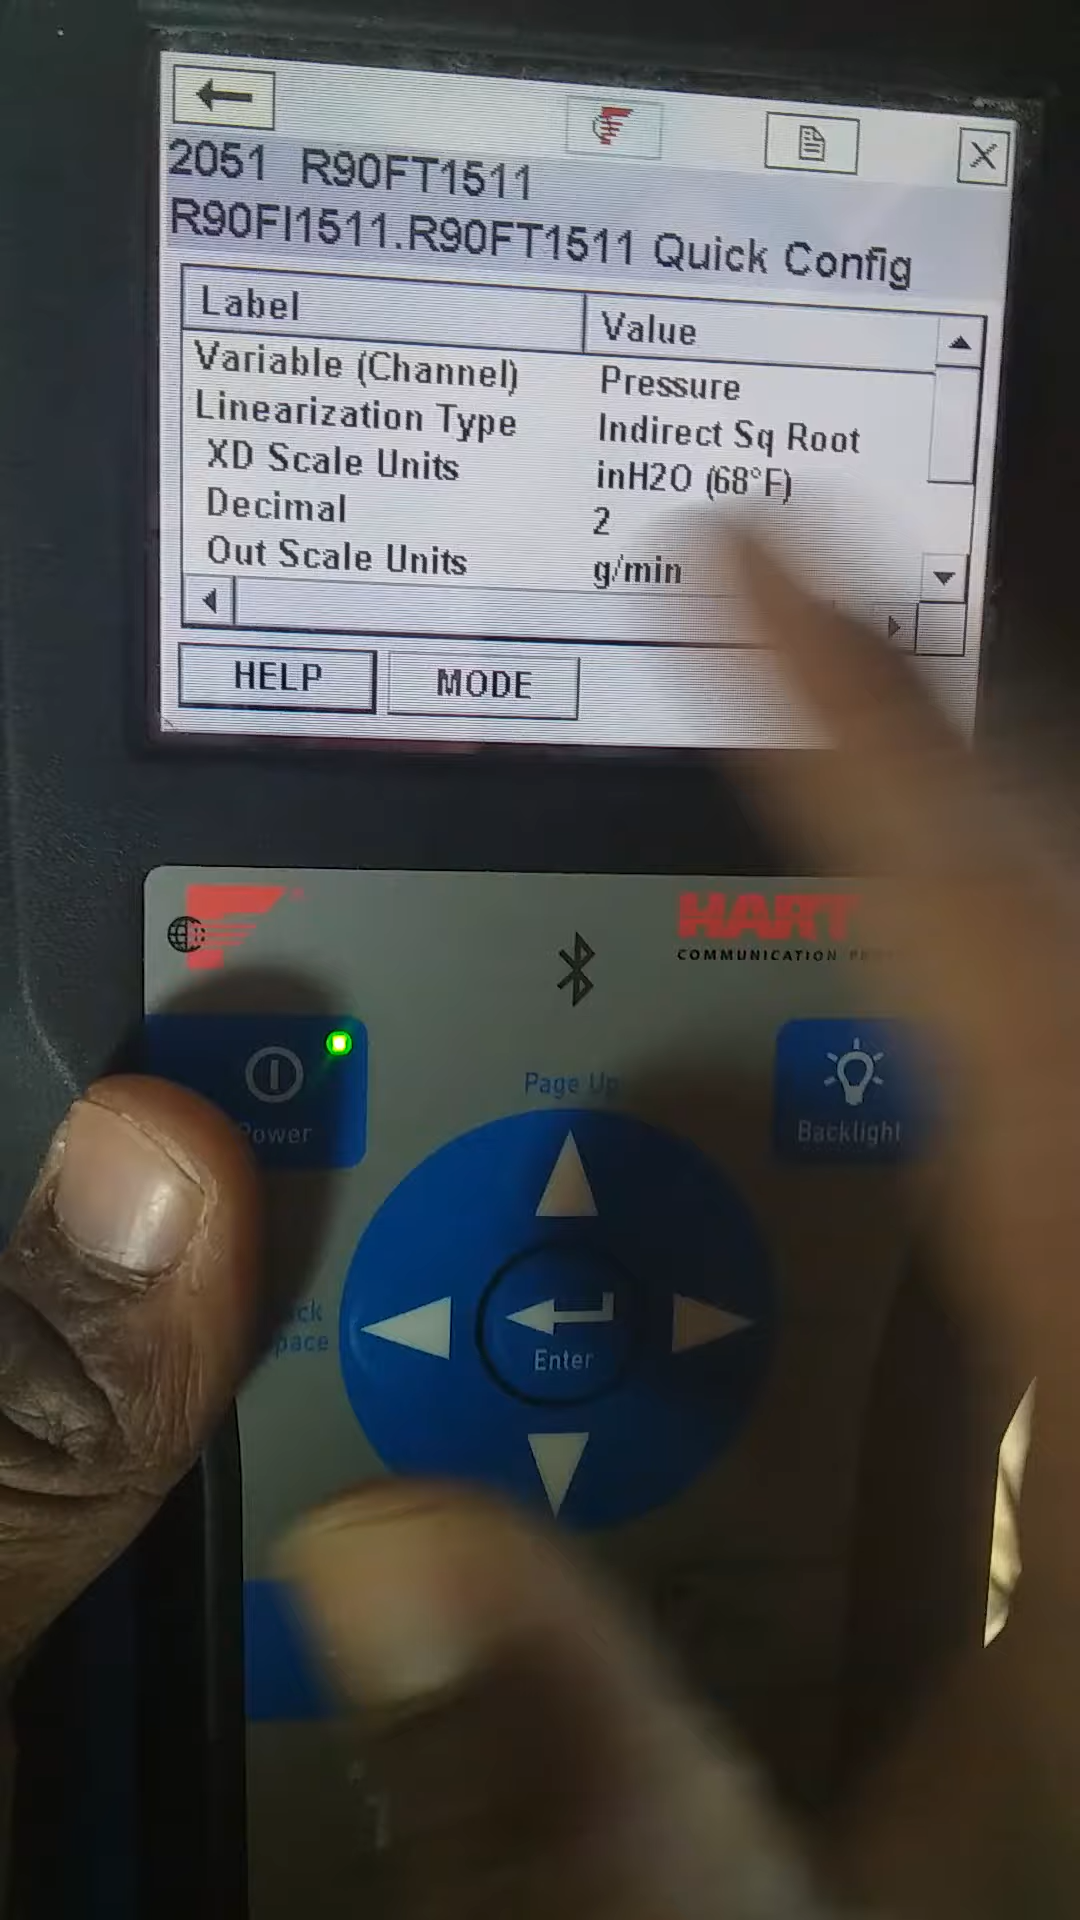 2051 R90FT1511
R90FI1511.R90FT1511 Quick Config
Label Value
Variable (Channel) Pressure
Linearization Type Indirect Sq Root
XD Scale Units inH2O (68°F)
Decimal 2
Out Scale Units g/min
HELP MODE
HART
COMMUNICATION
Power
Page Up
Backlight
Enter